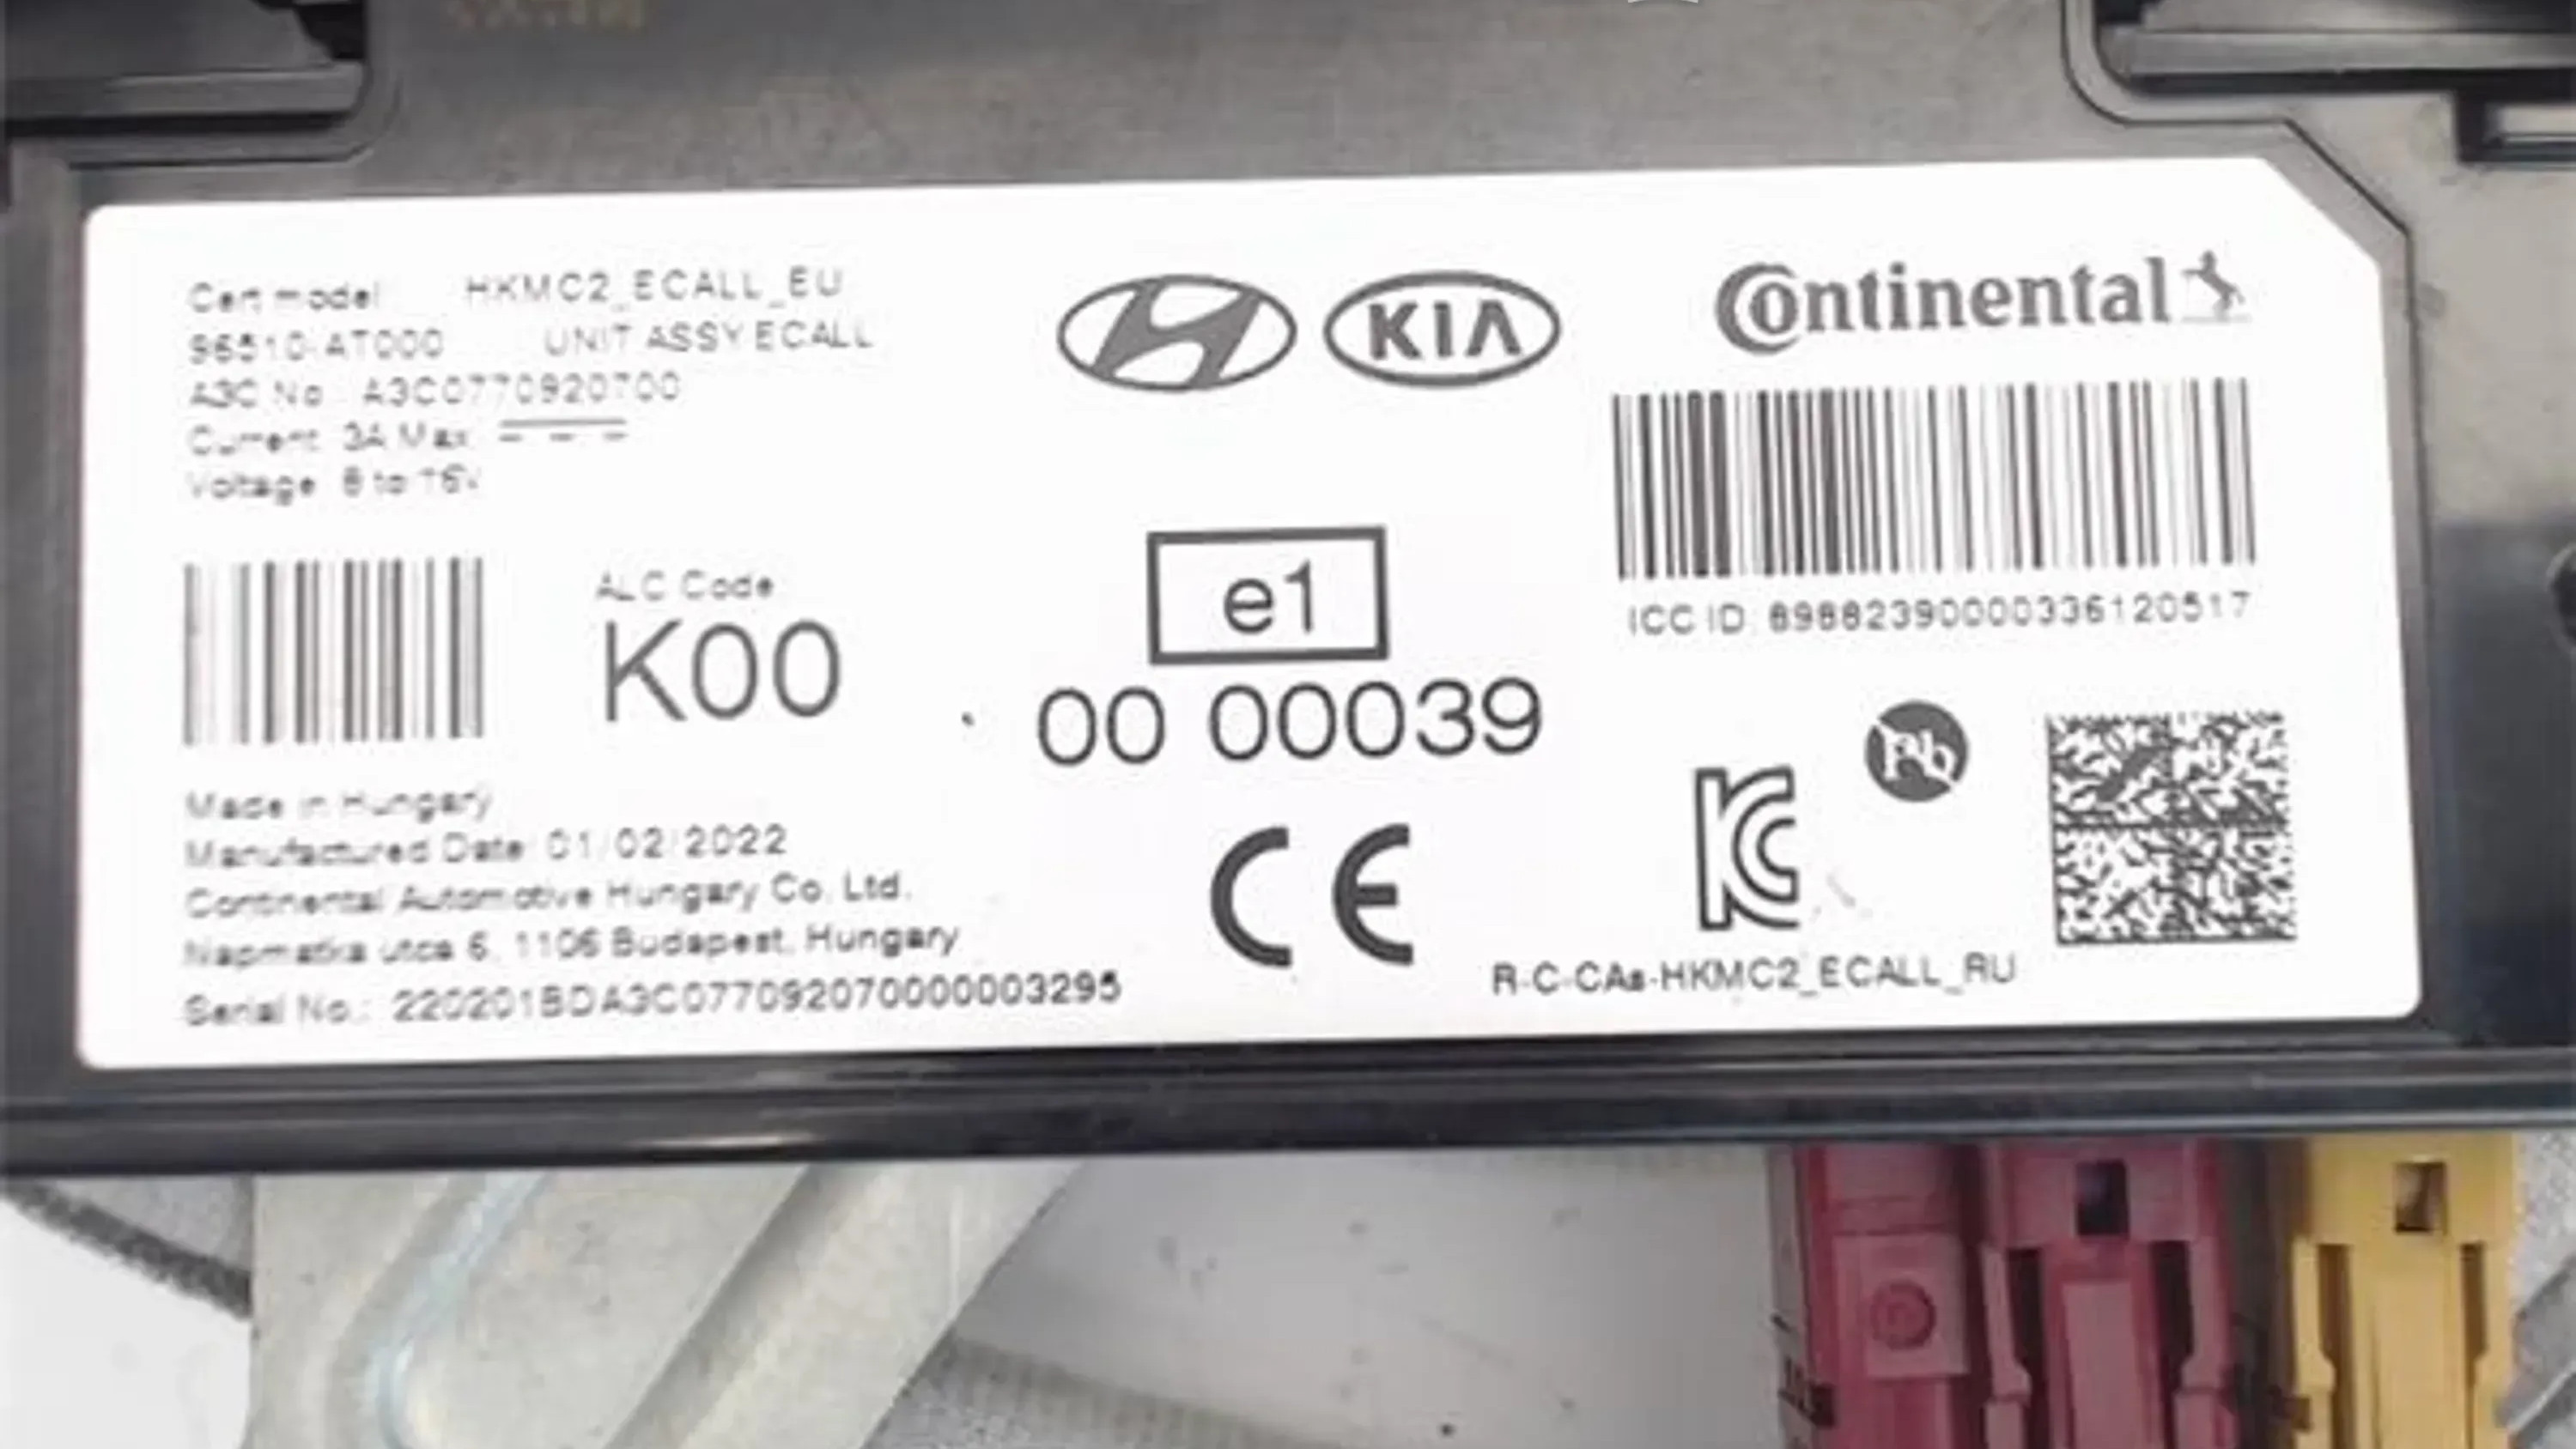 Cert model HKMC2_ECALL_EU
96510-AT000 UNIT ASSY ECALL
A3C No A3C0770920700
Current 3A Max
Voltage 8 to 16V
KIA
Continental
ICC ID: 89882390000336120517
ALC Code
K00
e1
00 00039
Made in Hungary
Manufactured Date: 01/02/2022
Continental Automotive Hungary Co. Ltd.
Napmatka utca 6, 1106 Budapest, Hungary
Serial No.: 220201BDA3C077092070000003295
CE
Pb
R-C-CAs-HKMC2_ECALL_RU